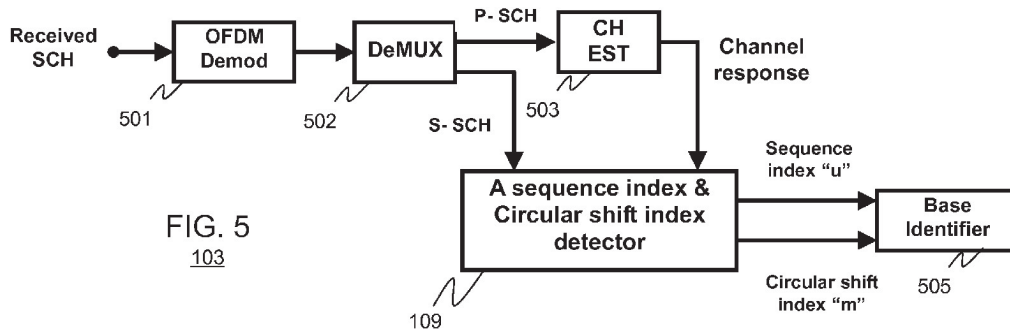 Received
SCH
OFDM
Demod
501
DeMUX
502
P- SCH
S- SCH
CH
EST
503
Channel
response
A sequence index &
Circular shift index
detector
109
Sequence
index “u”
Circular shift
index “m”
Base
Identifier
505
FIG. 5
103